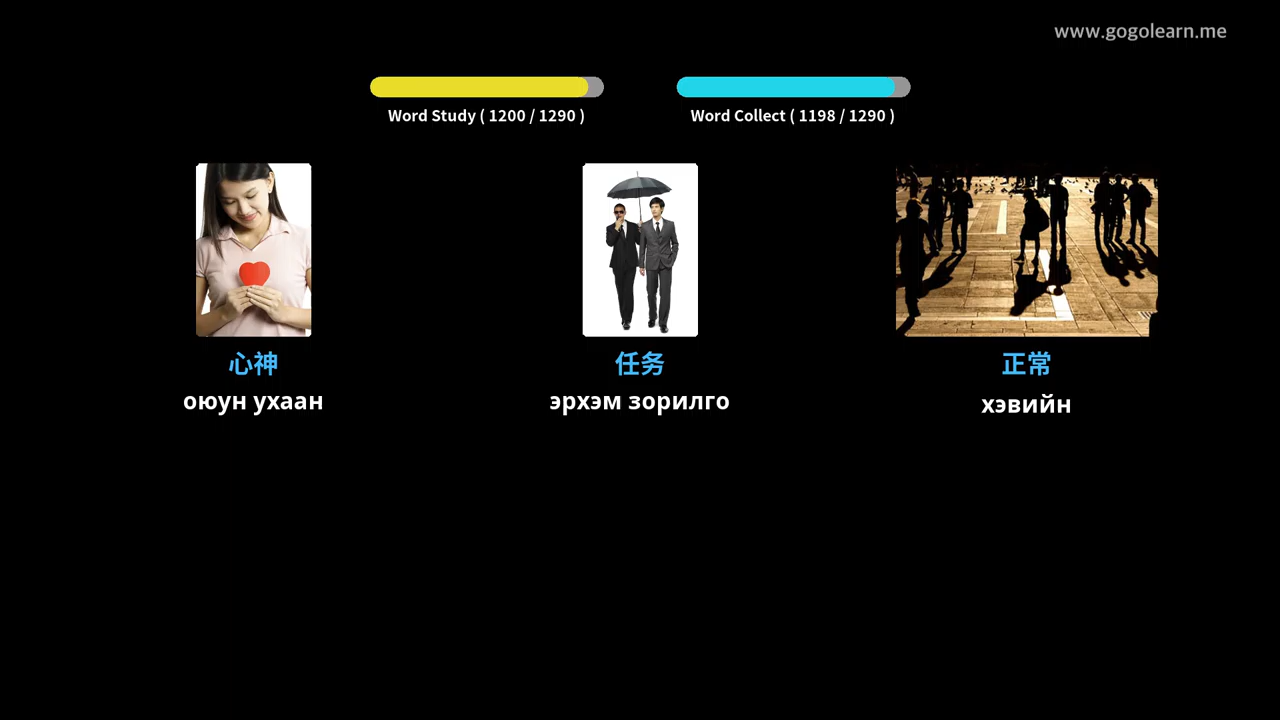 www.gogolearn.me
Word Study ( 1200 / 1290 )
Word Collect ( 1198 / 1290 )
心神
任务
正常
оюун ухаан
эрхэм зорилго
хэвийн